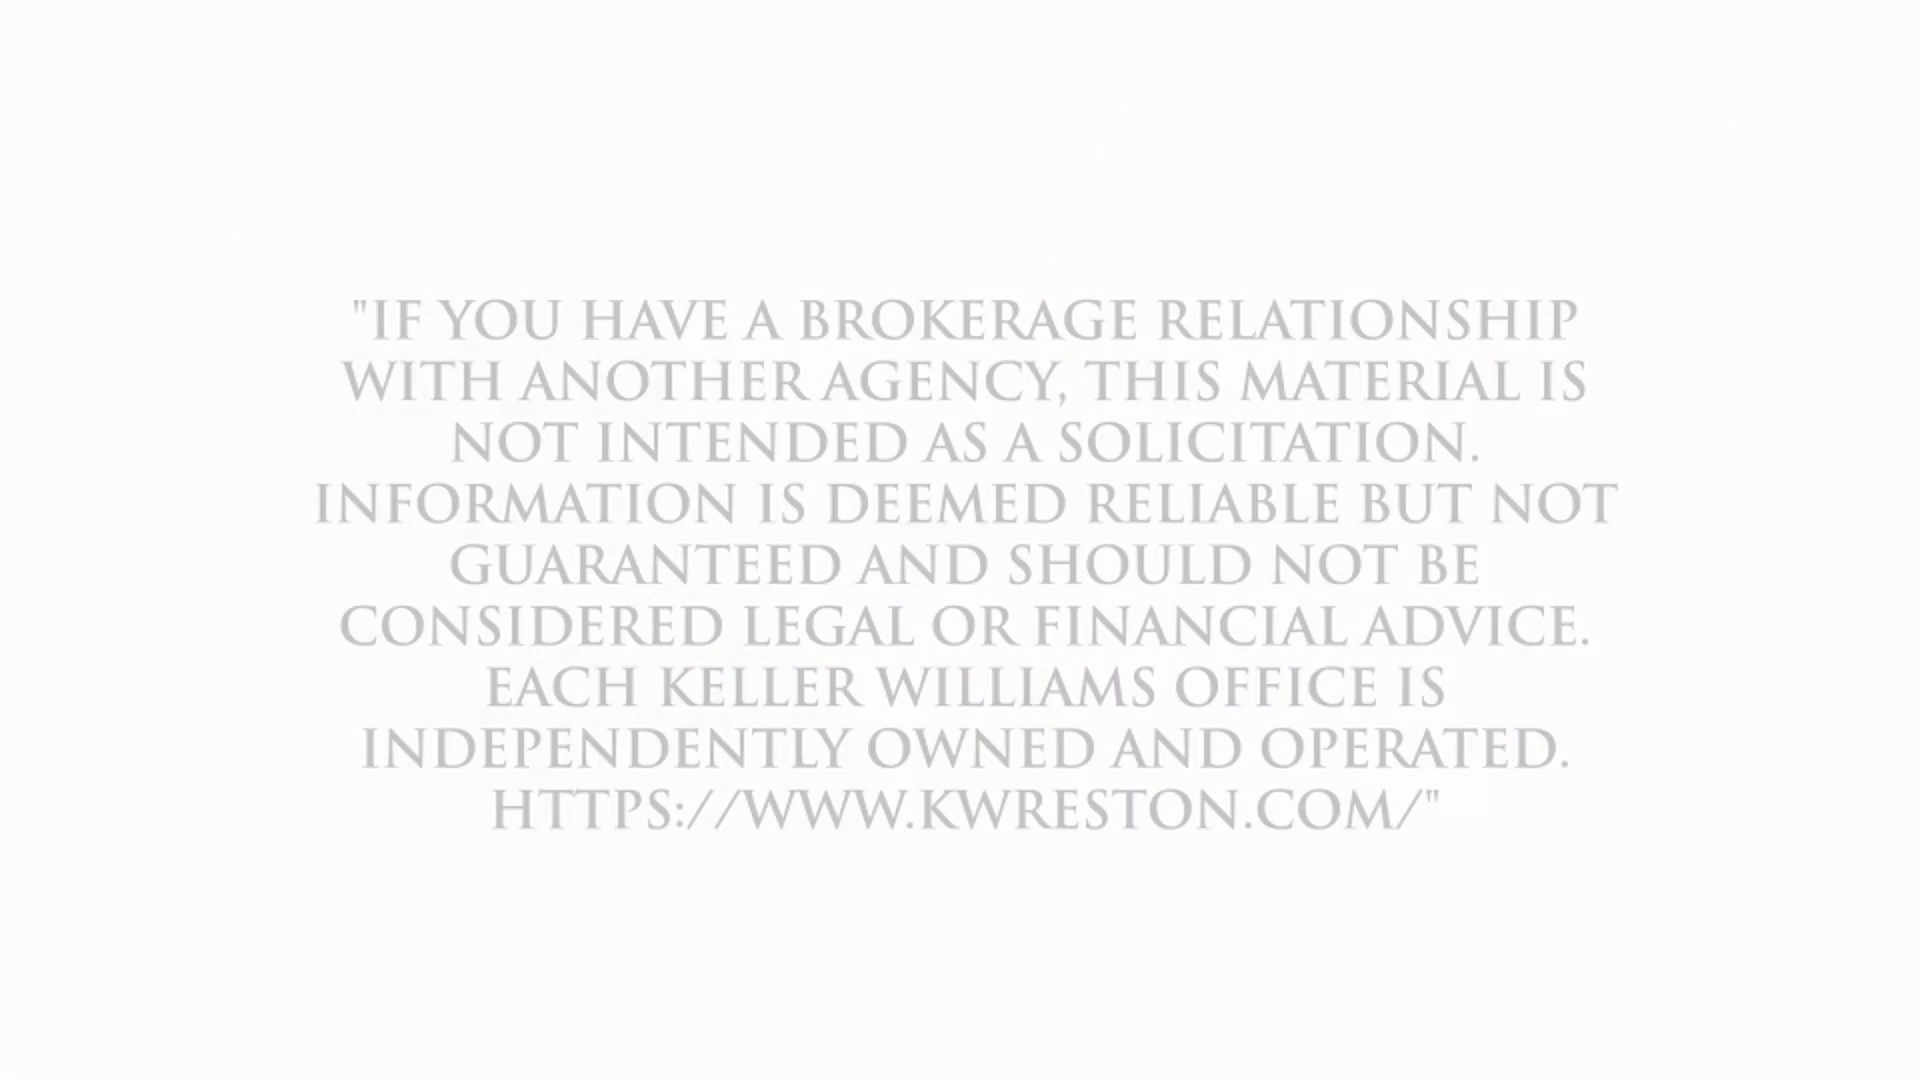 "IF YOU HAVE A BROKERAGE RELATIONSHIP
WITH ANOTHER AGENCY, THIS MATERIAL IS
NOT INTENDED AS A SOLICITATION.
INFORMATION IS DEEMED RELIABLE BUT NOT
GUARANTEED AND SHOULD NOT BE
CONSIDERED LEGAL OR FINANCIAL ADVICE.
EACH KELLER WILLIAMS OFFICE IS
INDEPENDENTLY OWNED AND OPERATED.
HTTPS://WWW.KWRESTON.COM/"